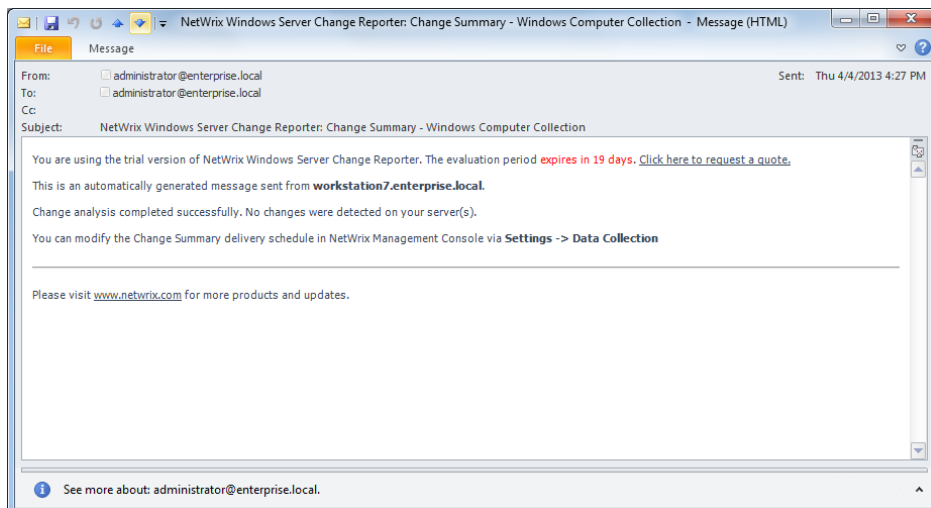 NetWrix Windows Server Change Reporter: Change Summary - Windows Computer Collection - Message (HTML)
File Message
From: administrator@enterprise.local Sent: Thu 4/4/2013 4:27 PM
To: administrator@enterprise.local
Cc:
Subject: NetWrix Windows Server Change Reporter: Change Summary - Windows Computer Collection
You are using the trial version of NetWrix Windows Server Change Reporter. The evaluation period expires in 19 days. Click here to request a quote.
This is an automatically generated message sent from workstation7.enterprise.local.
Change analysis completed successfully. No changes were detected on your server(s).
You can modify the Change Summary delivery schedule in NetWrix Management Console via Settings -> Data Collection
Please visit www.netwrix.com for more products and updates.
See more about: administrator@enterprise.local.